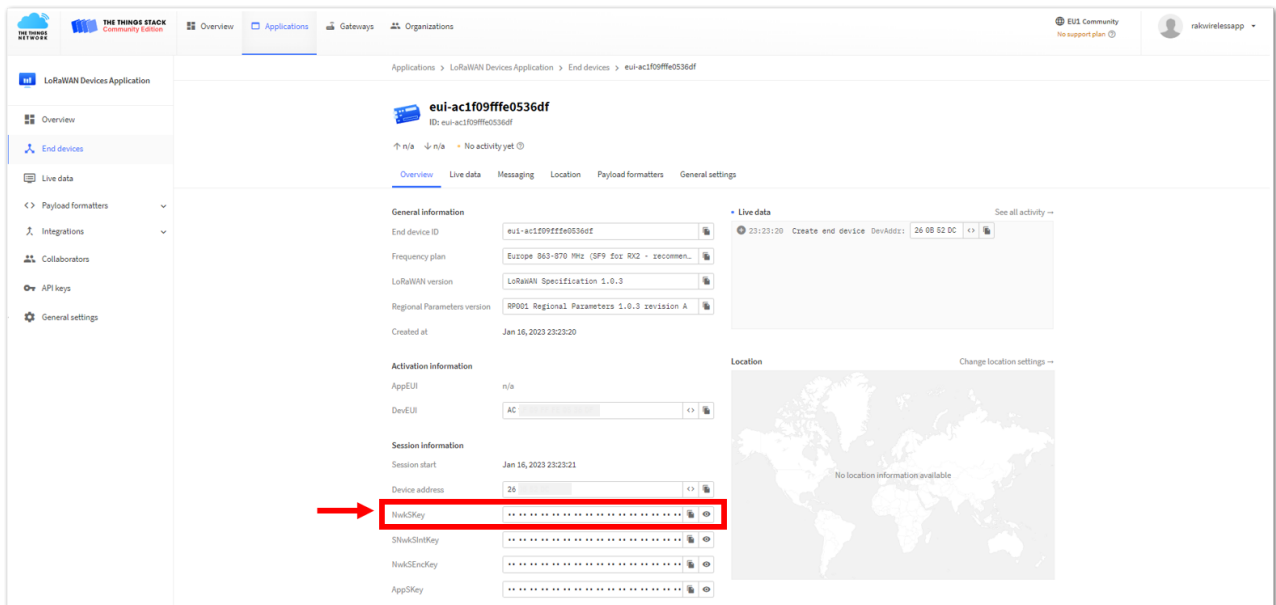 THE THINGS NETWORK
THE THINGS STACK
Community Edition
Overview
Applications
Gateways
Organizations
EU1 Community
No support plan
rakwirelessapp
LoRaWAN Devices Application
Overview
End devices
Live data
Payload formatters
Integrations
Collaborators
API keys
General settings
Applications > LoRaWAN Devices Application > End devices > eui-ac1f09fffe0536df
eui-ac1f09fffe0536df
ID: eui-ac1f09fffe0536df
↑ n/a ↓ n/a • No activity yet
Overview Live data Messaging Location Payload formatters General settings
General information
End device ID eui-ac1f09fffe0536df
Frequency plan Europe 863-870 MHz (SF9 for RX2 - recommen…
LoRaWAN version LoRaWAN Specification 1.0.3
Regional Parameters version RP001 Regional Parameters 1.0.3 revision A
Created at Jan 16, 2023 23:23:20
Activation information
AppEUI n/a
DevEUI AC
Session information
Session start Jan 16, 2023 23:23:21
Device address 26
NwkSKey
SNwkSIntKey
NwkSEncKey
AppSKey
• Live data See all activity →
23:23:20 Create end device DevAddr: 26 0B 52 DC
Location Change location settings →
No location information available